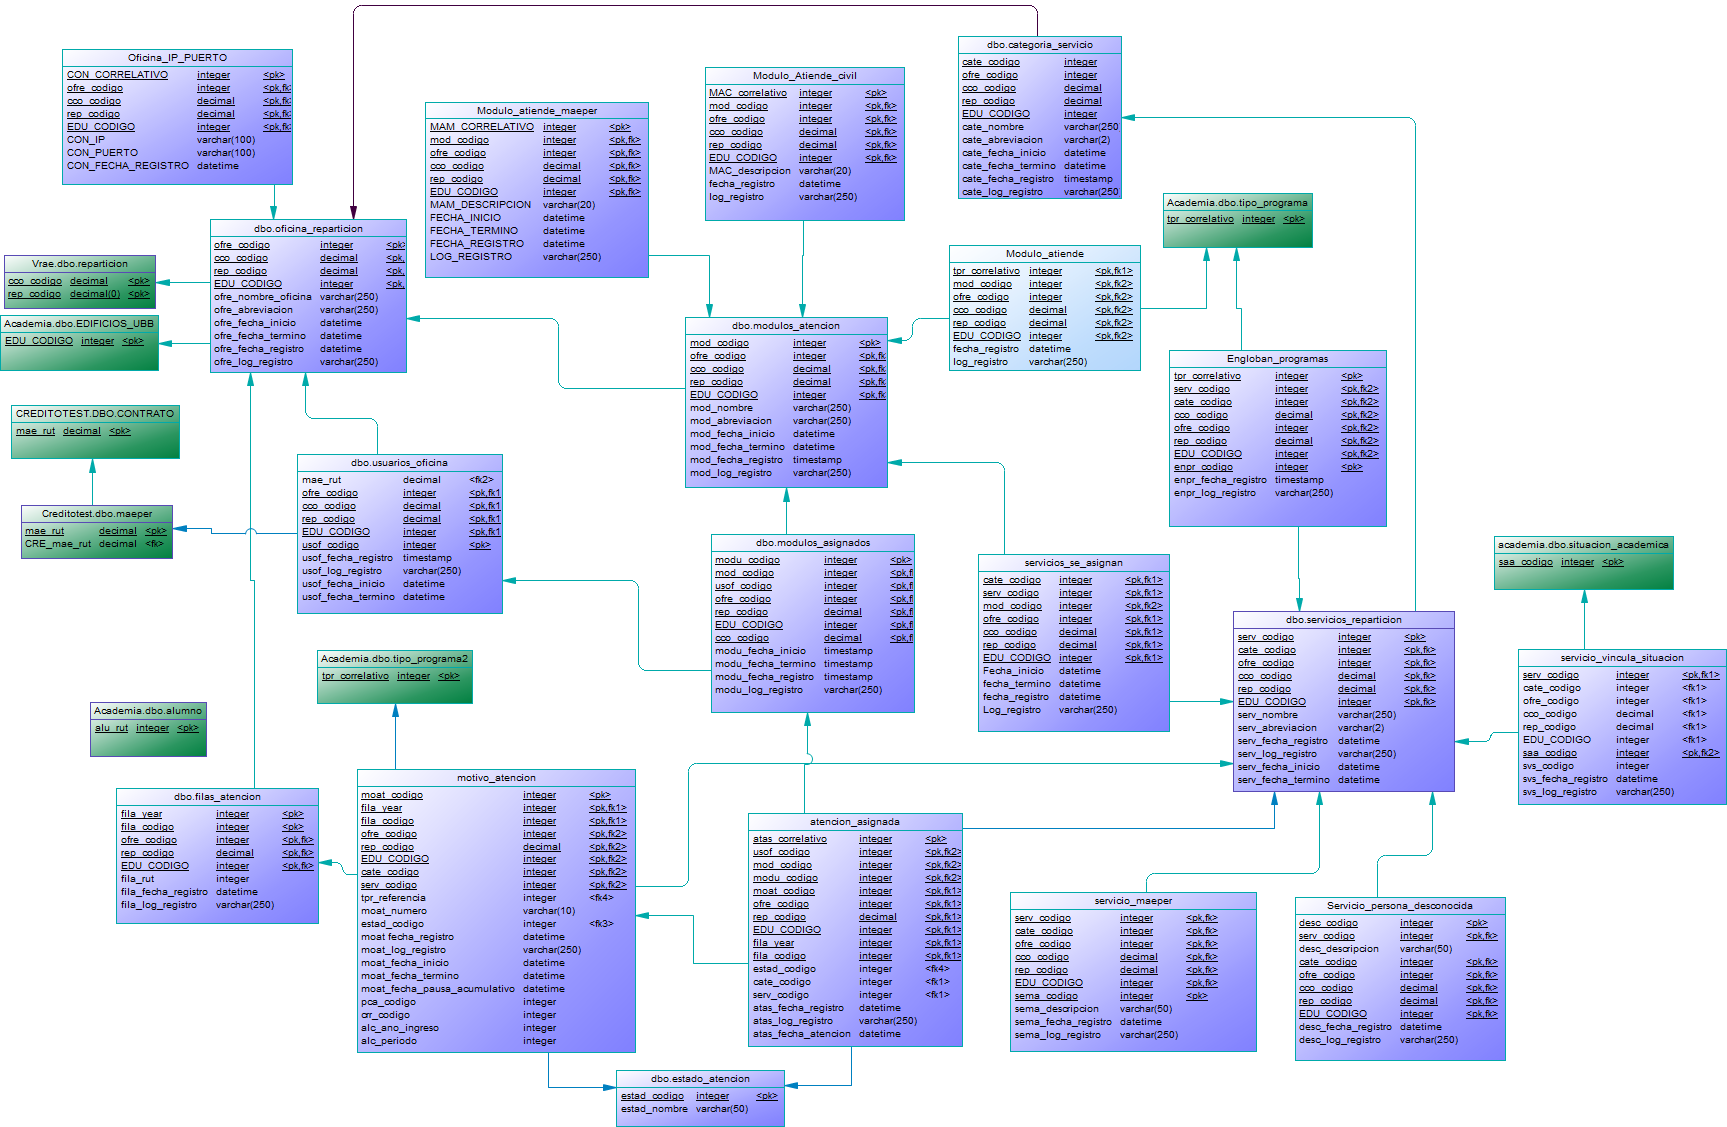 Oficina_IP_PUERTO
CON_CORRELATIVO integer <pk>
ofre_codigo integer <pk,fk
cco_codigo decimal <pk,fk
rep_codigo decimal <pk,fk
EDU_CODIGO integer <pk,fk
CON_IP varchar(100)
CON_PUERTO varchar(100)
CON_FECHA_REGISTRO datetime
Modulo_atiende_maeper
MAM_CORRELATIVO integer <pk>
mod_codigo integer <pk,fk>
ofre_codigo integer <pk,fk>
cco_codigo decimal <pk,fk>
rep_codigo decimal <pk,fk>
EDU_CODIGO integer <pk,fk>
MAM_DESCRIPCION varchar(20)
FECHA_INICIO datetime
FECHA_TERMINO datetime
FECHA_REGISTRO datetime
LOG_REGISTRO varchar(250)
Modulo_Atiende_civil
MAC_correlativo integer <pk>
mod_codigo integer <pk,fk>
ofre_codigo integer <pk,fk>
cco_codigo decimal <pk,fk>
rep_codigo decimal <pk,fk>
EDU_CODIGO integer <pk,fk>
MAC_descripcion varchar(20)
fecha_registro datetime
log_registro varchar(250)
dbo.categoria_servicio
cate_codigo integer
ofre_codigo integer
cco_codigo decimal
rep_codigo decimal
EDU_CODIGO integer
cate_nombre varchar(250
cate_abreviacion varchar(2)
cate_fecha_inicio datetime
cate_fecha_termino datetime
cate_fecha_registro timestamp
cate_log_registro varchar(250
Academia.dbo.tipo_programa
tpr_correlativo integer <pk>
dbo.oficina_reparticion
ofre_codigo integer <pk>
cco_codigo decimal <pk,
rep_codigo decimal <pk,
EDU_CODIGO integer <pk,
ofre_nombre_oficina varchar(250)
ofre_abreviacion varchar(250)
ofre_fecha_inicio datetime
ofre_fecha_termino datetime
ofre_fecha_registro datetime
ofre_log_registro varchar(250)
Vrae.dbo.reparticion
cco_codigo decimal <pk>
rep_codigo decimal(0) <pk>
Academia.dbo.EDIFICIOS_UBB
EDU_CODIGO integer <pk>
Modulo_atiende
tpr_correlativo integer <pk,fk1>
mod_codigo integer <pk,fk2>
ofre_codigo integer <pk,fk2>
cco_codigo decimal <pk,fk2>
rep_codigo decimal <pk,fk2>
EDU_CODIGO integer <pk,fk2>
fecha_registro datetime
log_registro varchar(250)
dbo.modulos_atencion
mod_codigo integer <pk>
ofre_codigo integer <pk,fk
cco_codigo decimal <pk,fk
rep_codigo decimal <pk,fk
EDU_CODIGO integer <pk,fk
mod_nombre varchar(250)
mod_abreviacion varchar(250)
mod_fecha_inicio datetime
mod_fecha_termino datetime
mod_fecha_registro timestamp
mod_log_registro varchar(250)
Engloban_programas
tpr_correlativo integer <pk>
serv_codigo integer <pk,fk2>
cate_codigo integer <pk,fk2>
cco_codigo decimal <pk,fk2>
ofre_codigo integer <pk,fk2>
rep_codigo decimal <pk,fk2>
EDU_CODIGO integer <pk,fk2>
enpr_codigo integer <pk>
enpr_fecha_registro timestamp
enpr_log_registro varchar(250)
CREDITOTEST.DBO.CONTRATO
mae_rut decimal <pk>
Creditotest.dbo.maeper
mae_rut decimal <pk>
CRE_mae_rut decimal <fk>
dbo.usuarios_oficina
mae_rut decimal <fk2>
ofre_codigo integer <pk,fk1
cco_codigo decimal <pk,fk1
rep_codigo decimal <pk,fk1
EDU_CODIGO integer <pk,fk1
usof_codigo integer <pk>
usof_fecha_registro timestamp
usof_log_registro varchar(250)
usof_fecha_inicio datetime
usof_fecha_termino datetime
dbo.modulos_asignados
modu_codigo integer <pk>
mod_codigo integer <pk,f
usof_codigo integer <pk,f
ofre_codigo integer <pk,f
rep_codigo decimal <pk,f
EDU_CODIGO integer <pk,f
cco_codigo decimal <pk,f
modu_fecha_inicio timestamp
modu_fecha_termino timestamp
modu_fecha_registro timestamp
modu_log_registro varchar(250)
servicios_se_asignan
cate_codigo integer <pk,fk1>
serv_codigo integer <pk,fk1>
mod_codigo integer <pk,fk2>
ofre_codigo integer <pk,fk1>
cco_codigo decimal <pk,fk1>
rep_codigo decimal <pk,fk1>
EDU_CODIGO integer <pk,fk1>
Fecha_inicio datetime
fecha_termino datetime
fecha_registro datetime
Log_registro varchar(250)
academia.dbo.situacion_academica
saa_codigo integer <pk>
dbo.servicios_reparticion
serv_codigo integer <pk>
cate_codigo integer <pk,fk>
ofre_codigo integer <pk,fk>
cco_codigo decimal <pk,fk>
rep_codigo decimal <pk,fk>
EDU_CODIGO integer <pk,fk>
serv_nombre varchar(250)
serv_abreviacion varchar(2)
serv_fecha_registro datetime
serv_log_registro varchar(250)
serv_fecha_inicio datetime
serv_fecha_termino datetime
servicio_vincula_situacion
serv_codigo integer <pk,fk1>
cate_codigo integer <fk1>
ofre_codigo integer <fk1>
cco_codigo decimal <fk1>
rep_codigo decimal <fk1>
EDU_CODIGO integer <fk1>
saa_codigo integer <pk,fk2>
svs_codigo integer
svs_fecha_registro datetime
svs_log_registro varchar(250)
Academia.dbo.tipo_programa2
tpr_correlativo integer <pk>
Academia.dbo.alumno
alu_rut integer <pk>
dbo.filas_atencion
fila_year integer <pk>
fila_codigo integer <pk>
ofre_codigo integer <pk,fk>
rep_codigo decimal <pk,fk>
EDU_CODIGO integer <pk,fk>
fila_rut integer
fila_fecha_registro datetime
fila_log_registro varchar(250)
motivo_atencion
moat_codigo integer <pk>
fila_year integer <pk,fk1>
fila_codigo integer <pk,fk1>
ofre_codigo integer <pk,fk2>
rep_codigo decimal <pk,fk2>
EDU_CODIGO integer <pk,fk2>
cate_codigo integer <pk,fk2>
serv_codigo integer <pk,fk2>
tpr_referencia integer <fk4>
moat_numero varchar(10)
estad_codigo integer <fk3>
moat fecha_registro datetime
moat_log_registro varchar(250)
moat_fecha_inicio datetime
moat_fecha_termino datetime
moat_fecha_pausa_acumulativo datetime
pca_codigo integer
crr_codigo integer
alc_ano_ingreso integer
alc_periodo integer
atencion_asignada
atas_correlativo integer <pk>
usof_codigo integer <pk,fk2>
mod_codigo integer <pk,fk2>
modu_codigo integer <pk,fk2>
moat_codigo integer <pk,fk1>
ofre_codigo integer <pk,fk1>
rep_codigo decimal <pk,fk1>
EDU_CODIGO integer <pk,fk1>
fila_year integer <pk,fk1>
fila_codigo integer <pk,fk1>
estad_codigo integer <fk4>
cate_codigo integer <fk1>
serv_codigo integer <fk1>
atas_fecha_registro datetime
atas_log_registro varchar(250)
atas_fecha_atencion datetime
servicio_maeper
serv_codigo integer <pk,fk>
cate_codigo integer <pk,fk>
ofre_codigo integer <pk,fk>
cco_codigo decimal <pk,fk>
rep_codigo decimal <pk,fk>
EDU_CODIGO integer <pk,fk>
sema_codigo integer <pk>
sema_descripcion varchar(50)
sema_fecha_registro datetime
sema_log_registro varchar(250)
Servicio_persona_desconocida
desc_codigo integer <pk>
serv_codigo integer <pk,fk>
desc_descripcion varchar(50)
cate_codigo integer <pk,fk>
ofre_codigo integer <pk,fk>
cco_codigo decimal <pk,fk>
rep_codigo decimal <pk,fk>
EDU_CODIGO integer <pk,fk>
desc_fecha_registro datetime
desc_log_registro varchar(250)
dbo.estado_atencion
estad_codigo integer <pk>
estad_nombre varchar(50)